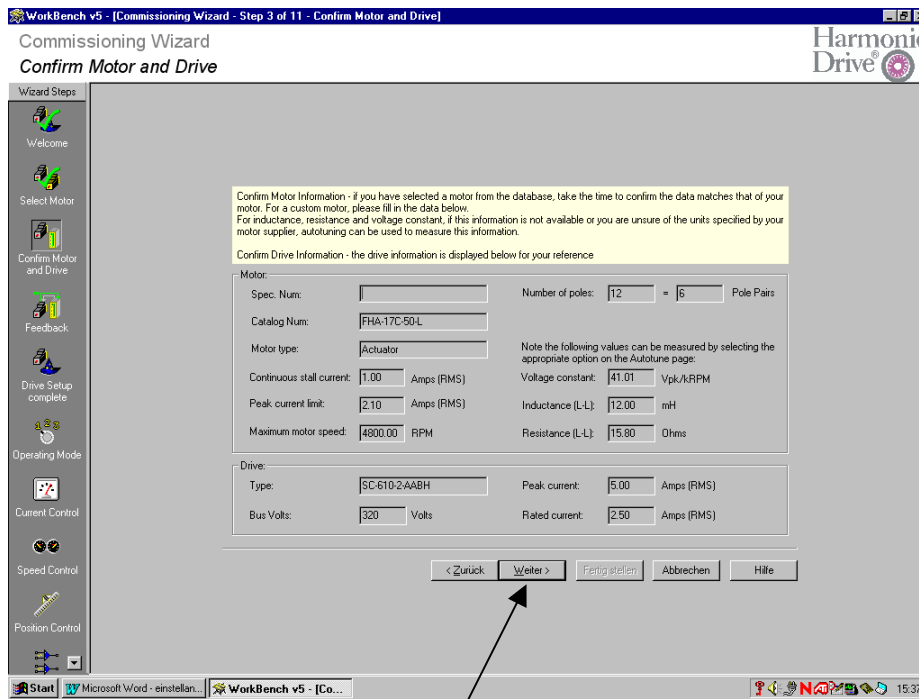 WorkBench v5 - [Commissioning Wizard - Step 3 of 11 - Confirm Motor and Drive]
Commissioning Wizard
Confirm Motor and Drive
Harmonic
Drive®
Wizard Steps
Welcome
Select Motor
Confirm Motor
and Drive
Feedback
Drive Setup
complete
1 2 3
Operating Mode
Current Control
Speed Control
Position Control
Confirm Motor Information - if you have selected a motor from the database, take the time to confirm the data matches that of your
motor. For a custom motor, please fill in the data below.
For inductance, resistance and voltage constant, if this information is not available or you are unsure of the units specified by your
motor supplier, autotuning can be used to measure this information.
Confirm Drive Information - the drive information is displayed below for your reference
Motor:
Spec. Num:
Number of poles: 12 = 6 Pole Pairs
Catalog Num: FHA-17C-50-L
Motor type: Actuator
Note the following values can be measured by selecting the
appropriate option on the Autotune page:
Continuous stall current: 1.00 Amps (RMS)
Voltage constant: 41.01 Vpk/kRPM
Peak current limit: 2.10 Amps (RMS)
Inductance (L-L): 12.00 mH
Maximum motor speed: 4800.00 RPM
Resistance (L-L): 15.80 Ohms
Drive:
Type: SC-610-2-AABH
Peak current: 5.00 Amps (RMS)
Bus Volts: 320 Volts
Rated current: 2.50 Amps (RMS)
< Zurück
Weiter >
Fertig stellen
Abbrechen
Hilfe
Start
Microsoft Word - einstellan...
WorkBench v5 - [Co...